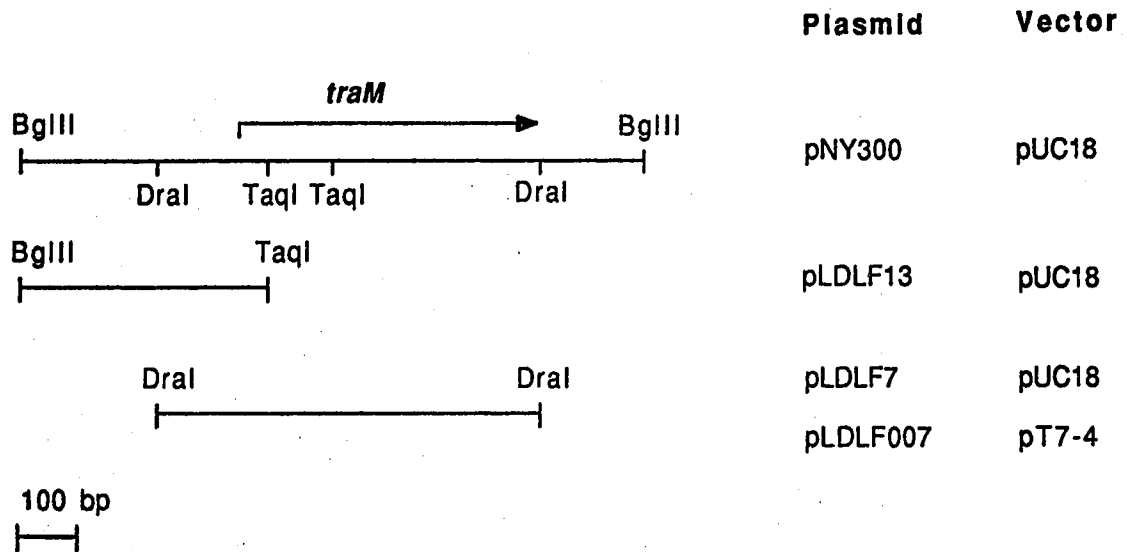 Plasmid Vector
traM
BglII BglII
pNY300 pUC18
DraI TaqI TaqI DraI
BglII TaqI
pLDLF13 pUC18
DraI DraI
pLDLF7 pUC18
pLDLF007 pT7-4
100 bp